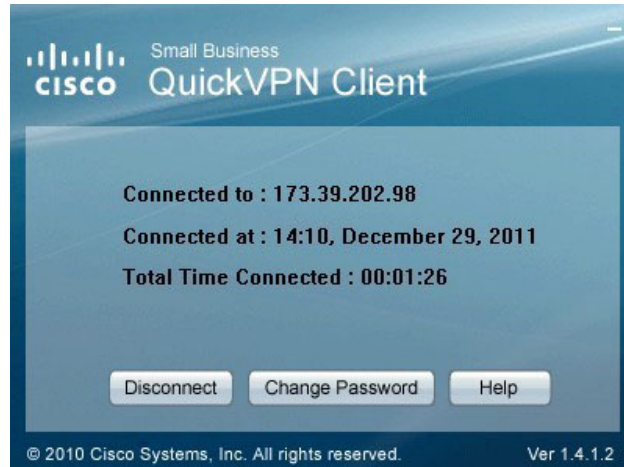 Small Business
CISCO QuickVPN Client
Connected to : 173.39.202.98
Connected at : 14:10, December 29, 2011
Total Time Connected : 00:01:26
Disconnect Change Password Help
© 2010 Cisco Systems, Inc. All rights reserved. Ver 1.4.1.2